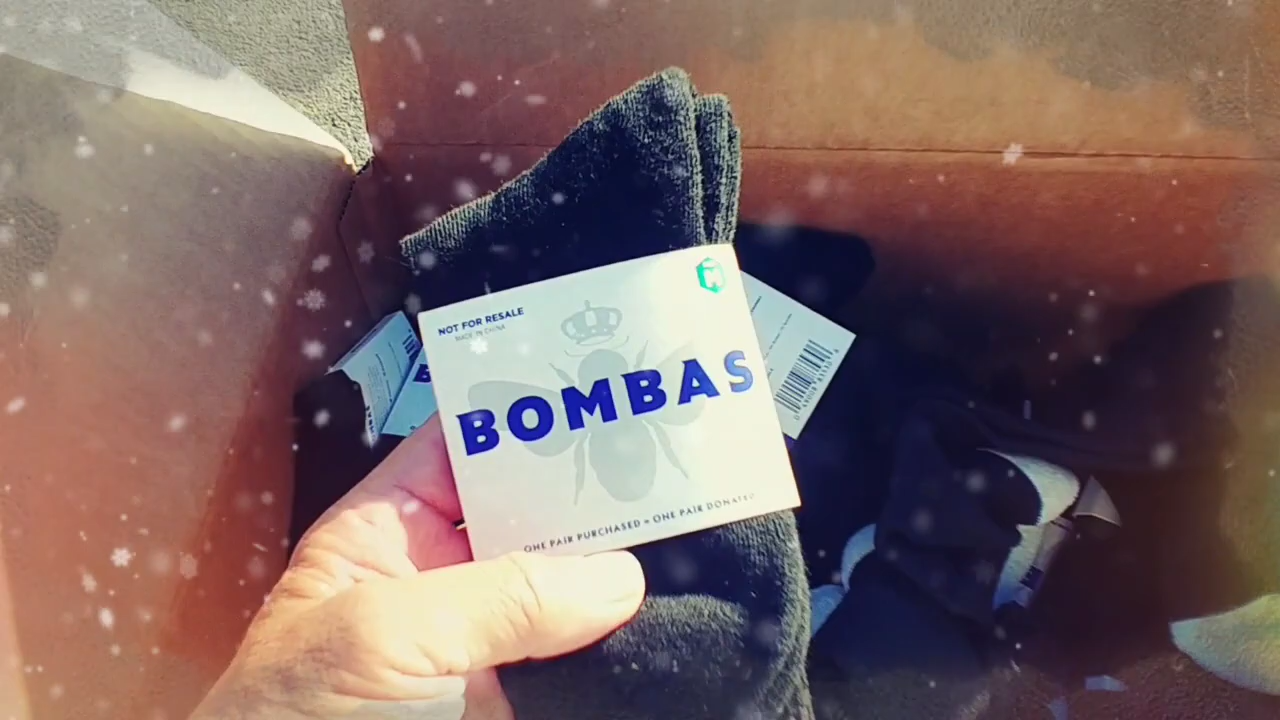 NOT FOR RESALE
MADE IN CHINA
BOMBAS
ONE PAIR PURCHASED = ONE PAIR DONATED